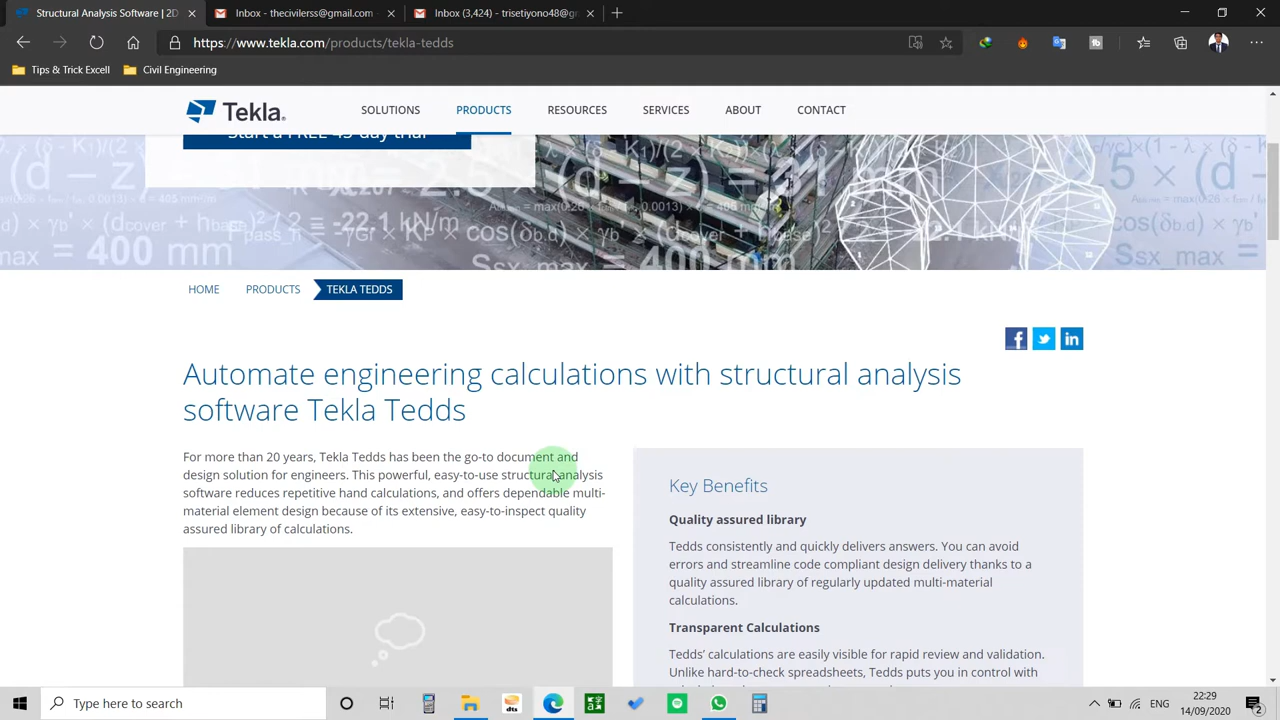 Structural Analysis Software | 2D
Inbox - thecivilerss@gmail.com
Inbox (3,424) - trisetiyono48@gm
https://www.tekla.com/products/tekla-tedds
Tips & Trick Excell
Civil Engineering
Tekla
SOLUTIONS
PRODUCTS
RESOURCES
SERVICES
ABOUT
CONTACT
Start a FREE 45-day trial
HOME
PRODUCTS
TEKLA TEDDS
Automate engineering calculations with structural analysis
software Tekla Tedds
For more than 20 years, Tekla Tedds has been the go-to document and
design solution for engineers. This powerful, easy-to-use structural analysis
software reduces repetitive hand calculations, and offers dependable multi-
material element design because of its extensive, easy-to-inspect quality
assured library of calculations.
Key Benefits
Quality assured library
Tedds consistently and quickly delivers answers. You can avoid
errors and streamline code compliant design delivery thanks to a
quality assured library of regularly updated multi-material
calculations.
Transparent Calculations
Tedds' calculations are easily visible for rapid review and validation.
Unlike hard-to-check spreadsheets, Tedds puts you in control with
Type here to search
dts
ENG
22:29
14/09/2020
2